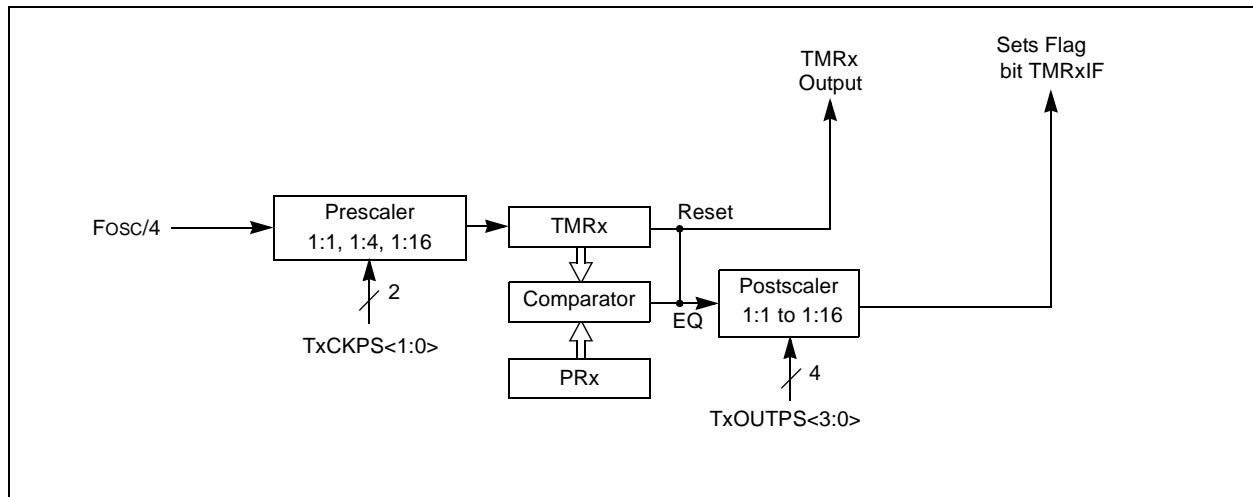 TMRx
Output
Sets Flag
bit TMRxIF
Fosc/4
Prescaler
1:1, 1:4, 1:16
2
TxCKPS<1:0>
TMRx
Reset
Comparator
EQ
PRx
Postscaler
1:1 to 1:16
4
TxOUTPS<3:0>